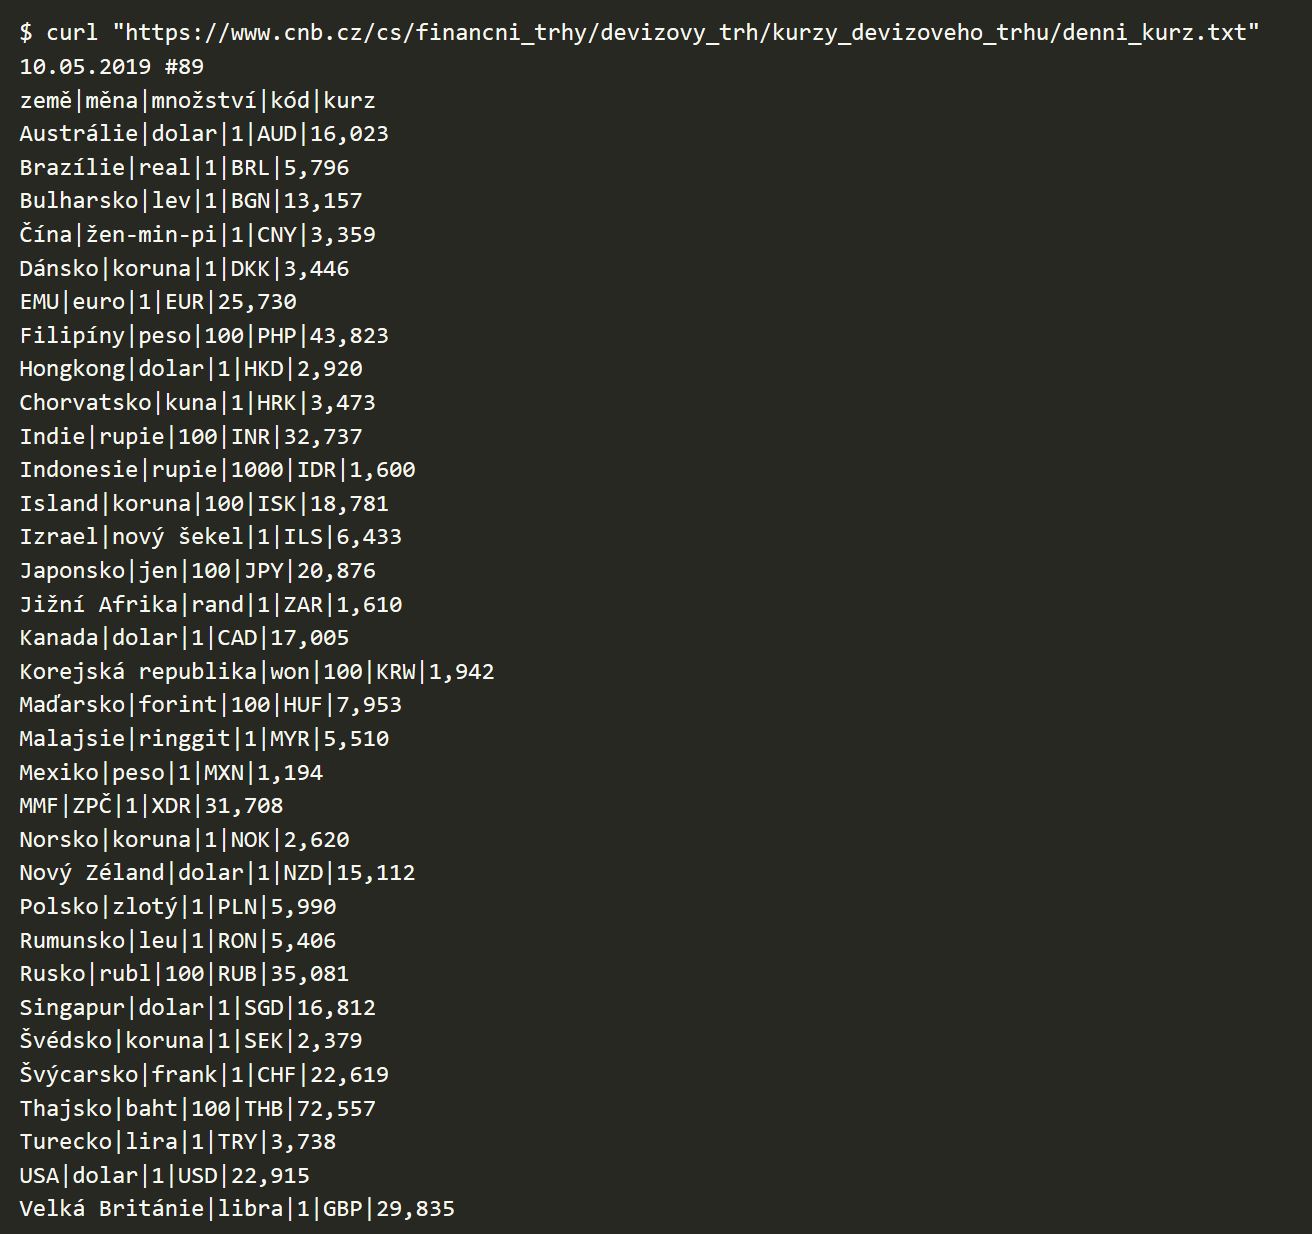 $ curl "https://www.cnb.cz/cs/financni_trhy/devizovy_trh/kurzy_devizoveho_trhu/denni_kurz.txt"
10.05.2019 #89
země|měna|množství|kód|kurz
Austrálie|dolar|1|AUD|16,023
Brazílie|real|1|BRL|5,796
Bulharsko|lev|1|BGN|13,157
Čína|žen-min-pi|1|CNY|3,359
Dánsko|koruna|1|DKK|3,446
EMU|euro|1|EUR|25,730
Filipíny|peso|100|PHP|43,823
Hongkong|dolar|1|HKD|2,920
Chorvatsko|kuna|1|HRK|3,473
Indie|rupie|100|INR|32,737
Indonesie|rupie|1000|IDR|1,600
Island|koruna|100|ISK|18,781
Izrael|nový šekel|1|ILS|6,433
Japonsko|jen|100|JPY|20,876
Jižní Afrika|rand|1|ZAR|1,610
Kanada|dolar|1|CAD|17,005
Korejská republika|won|100|KRW|1,942
Maďarsko|forint|100|HUF|7,953
Malajsie|ringgit|1|MYR|5,510
Mexiko|peso|1|MXN|1,194
MMF|ZPČ|1|XDR|31,708
Norsko|koruna|1|NOK|2,620
Nový Zéland|dolar|1|NZD|15,112
Polsko|zlotý|1|PLN|5,990
Rumunsko|leu|1|RON|5,406
Rusko|rubl|100|RUB|35,081
Singapur|dolar|1|SGD|16,812
Švédsko|koruna|1|SEK|2,379
Švýcarsko|frank|1|CHF|22,619
Thajsko|baht|100|THB|72,557
Turecko|lira|1|TRY|3,738
USA|dolar|1|USD|22,915
Velká Británie|libra|1|GBP|29,835